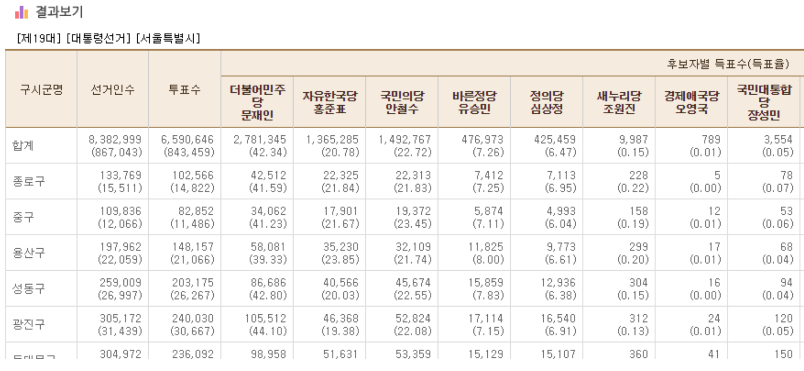 결과보기
[제19대] [대통령선거] [서울특별시]
후보자별 득표수(득표율)
구시군명 선거인수 투표수 더불어민주당 문재인 자유한국당 홍준표 국민의당 안철수 바른정당 유승민 정의당 심상정 새누리당 조원진 경제애국당 오영국 국민대통합당 장성민
합계 8,382,999 6,590,646 2,781,345 1,365,285 1,492,767 476,973 425,459 9,987 789 3,554
(867,043) (843,459) (42.34) (20.78) (22.72) (7.26) (6.47) (0.15) (0.01) (0.05)
종로구 133,769 102,566 42,512 22,325 22,313 7,412 7,113 228 5 78
(15,511) (14,822) (41.59) (21.84) (21.83) (7.25) (6.95) (0.22) (0.00) (0.07)
중구 109,836 82,852 34,062 17,901 19,372 5,874 4,993 158 12 53
(12,066) (11,486) (41.23) (21.67) (23.45) (7.11) (6.04) (0.19) (0.01) (0.06)
용산구 197,962 148,157 58,081 35,230 32,109 11,825 9,773 299 17 68
(22,059) (21,066) (39.33) (23.85) (21.74) (8.00) (6.61) (0.20) (0.01) (0.04)
성동구 259,009 203,175 86,686 40,566 45,674 15,859 12,936 304 16 94
(26,997) (26,267) (42.80) (20.03) (22.55) (7.83) (6.38) (0.15) (0.00) (0.04)
광진구 305,172 240,030 105,512 46,368 52,824 17,114 16,540 312 24 120
(31,439) (30,667) (44.10) (19.38) (22.08) (7.15) (6.91) (0.13) (0.01) (0.05)
304,972 236,092 98,958 51,631 53,359 15,129 15,107 360 41 150